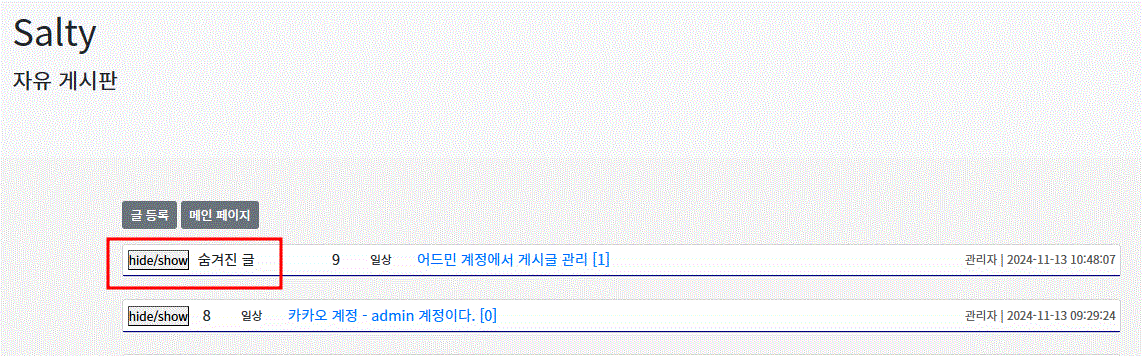 Salty
자유 게시판
글 등록 메인 페이지
hide/show 숨겨진 글 9 일상 어드민 계정에서 게시글 관리 [1] 관리자 | 2024-11-13 10:48:07
hide/show 8 일상 카카오 계정 - admin 계정이다. [0] 관리자 | 2024-11-13 09:29:24